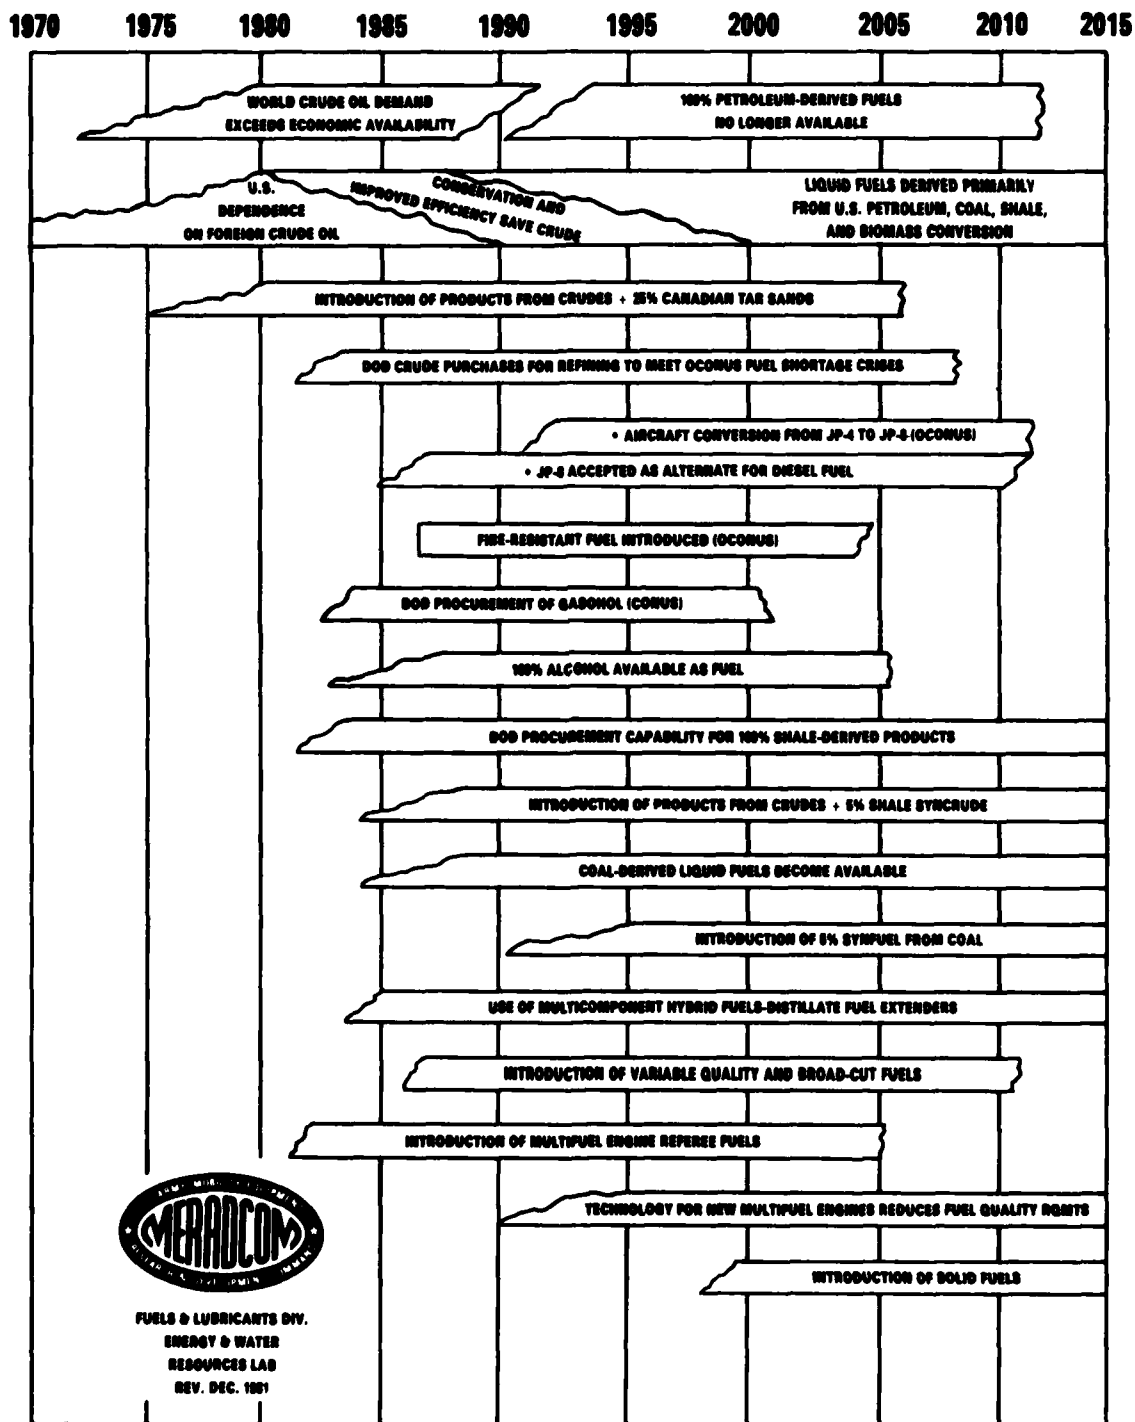 1970 1975 1980 1985 1990 1995 2000 2005 2010 2015
WORLD CRUDE OIL DEMAND
EXCEEDS ECONOMIC AVAILABILITY
100% PETROLEUM-DERIVED FUELS
NO LONGER AVAILABLE
U.S.
DEPENDENCE
ON FOREIGN CRUDE OIL
CONSERVATION AND
IMPROVED EFFICIENCY SAVE CRUDE
LIQUID FUELS DERIVED PRIMARILY
FROM U.S. PETROLEUM, COAL, SHALE,
AND BIOMASS CONVERSION
INTRODUCTION OF PRODUCTS FROM CRUDES + 25% CANADIAN TAR SANDS
DOD CRUDE PURCHASES FOR REFINING TO MEET OCONUS FUEL SHORTAGE CRISES
• AIRCRAFT CONVERSION FROM JP-4 TO JP-8 (OCONUS)
• JP-8 ACCEPTED AS ALTERNATE FOR DIESEL FUEL
FIRE-RESISTANT FUEL INTRODUCED (OCONUS)
DOD PROCUREMENT OF GASOHOL (CONUS)
100% ALCOHOL AVAILABLE AS FUEL
DOD PROCUREMENT CAPABILITY FOR 100% SHALE-DERIVED PRODUCTS
INTRODUCTION OF PRODUCTS FROM CRUDES + 5% SHALE SYNCRUDE
COAL-DERIVED LIQUID FUELS BECOME AVAILABLE
INTRODUCTION OF 5% SYNFUEL FROM COAL
USE OF MULTICOMPONENT HYBRID FUELS-DISTILLATE FUEL EXTENDERS
INTRODUCTION OF VARIABLE QUALITY AND BROAD-CUT FUELS
INTRODUCTION OF MULTIFUEL ENGINE REFEREE FUELS
TECHNOLOGY FOR NEW MULTIFUEL ENGINES REDUCES FUEL QUALITY RQMTS
INTRODUCTION OF SOLID FUELS
MERADCOM
FUELS & LUBRICANTS DIV.
ENERGY & WATER
RESOURCES LAB
REV. DEC. 1981